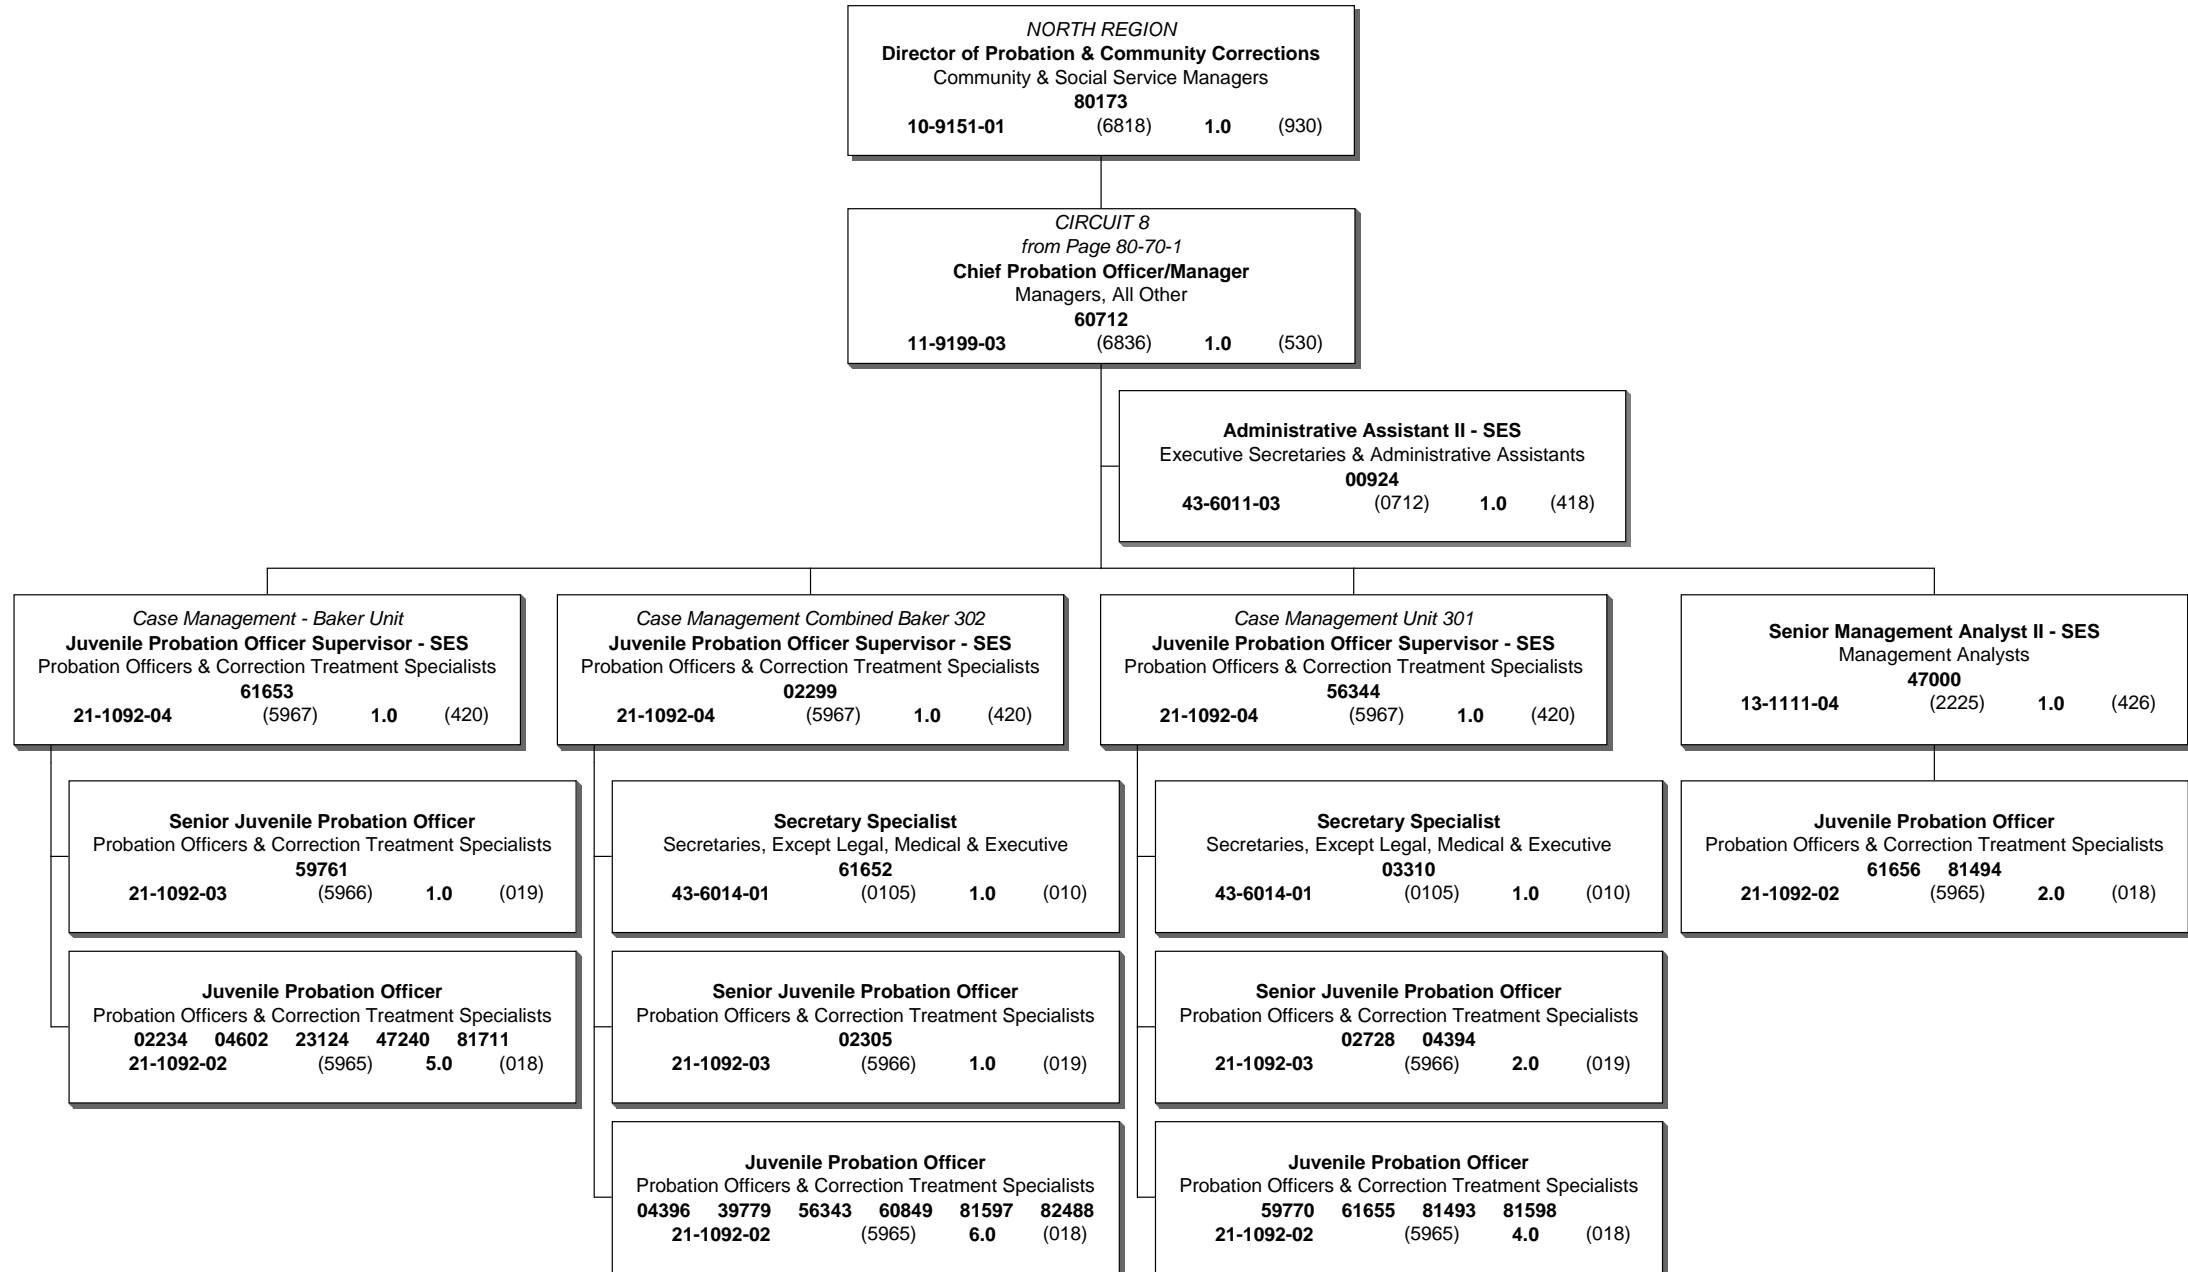 NORTH REGION
Director of Probation & Community Corrections
Community & Social Service Managers
80173
10-9151-01 (6818) 1.0 (930)
CIRCUIT 8
from Page 80-70-1
Chief Probation Officer/Manager
Managers, All Other
60712
11-9199-03 (6836) 1.0 (530)
Administrative Assistant II - SES
Executive Secretaries & Administrative Assistants
00924
43-6011-03 (0712) 1.0 (418)
Case Management - Baker Unit
Juvenile Probation Officer Supervisor - SES
Probation Officers & Correction Treatment Specialists
61653
21-1092-04 (5967) 1.0 (420)
Senior Juvenile Probation Officer
Probation Officers & Correction Treatment Specialists
59761
21-1092-03 (5966) 1.0 (019)
Juvenile Probation Officer
Probation Officers & Correction Treatment Specialists
02234 04602 23124 47240 81711
21-1092-02 (5965) 5.0 (018)
Case Management Combined Baker 302
Juvenile Probation Officer Supervisor - SES
Probation Officers & Correction Treatment Specialists
02299
21-1092-04 (5967) 1.0 (420)
Secretary Specialist
Secretaries, Except Legal, Medical & Executive
61652
43-6014-01 (0105) 1.0 (010)
Senior Juvenile Probation Officer
Probation Officers & Correction Treatment Specialists
02305
21-1092-03 (5966) 1.0 (019)
Juvenile Probation Officer
Probation Officers & Correction Treatment Specialists
04396 39779 56343 60849 81597 82488
21-1092-02 (5965) 6.0 (018)
Case Management Unit 301
Juvenile Probation Officer Supervisor - SES
Probation Officers & Correction Treatment Specialists
56344
21-1092-04 (5967) 1.0 (420)
Secretary Specialist
Secretaries, Except Legal, Medical & Executive
03310
43-6014-01 (0105) 1.0 (010)
Senior Juvenile Probation Officer
Probation Officers & Correction Treatment Specialists
02728 04394
21-1092-03 (5966) 2.0 (019)
Juvenile Probation Officer
Probation Officers & Correction Treatment Specialists
59770 61655 81493 81598
21-1092-02 (5965) 4.0 (018)
Senior Management Analyst II - SES
Management Analysts
47000
13-1111-04 (2225) 1.0 (426)
Juvenile Probation Officer
Probation Officers & Correction Treatment Specialists
61656 81494
21-1092-02 (5965) 2.0 (018)